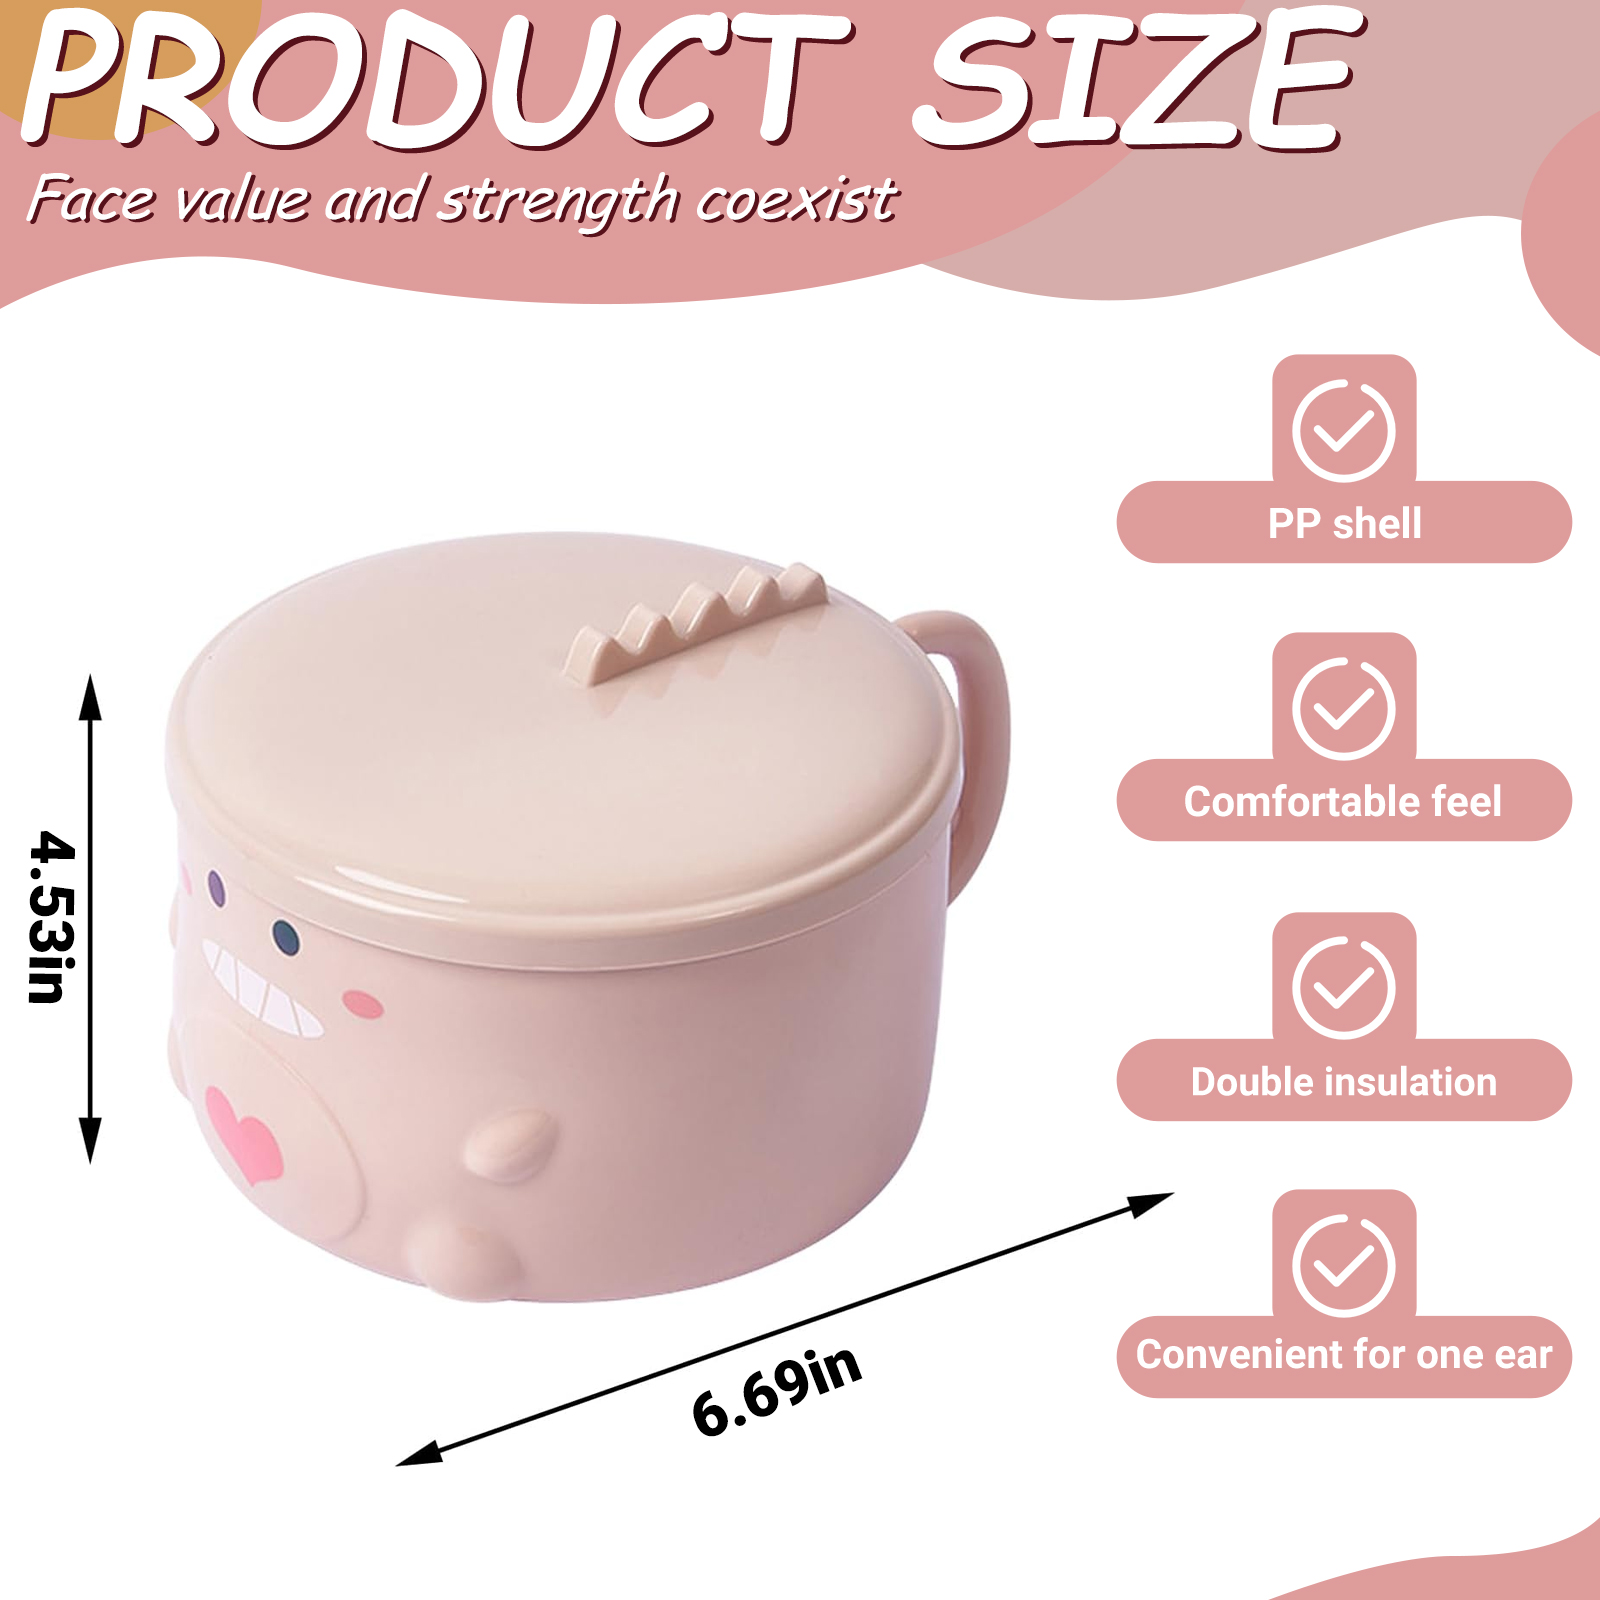 PRODUCT SIZE
Face value and strength coexist
PP shell
Comfortable feel
4.53in
Double insulation
Convenient for one ear
6.69in